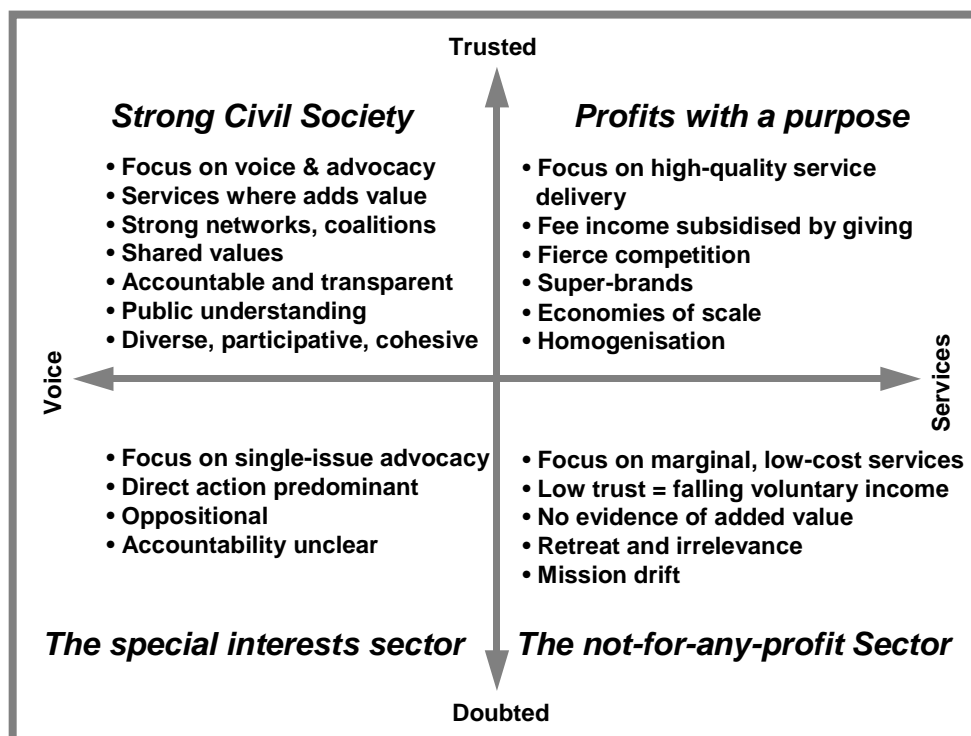 Trusted
Strong Civil Society
• Focus on voice & advocacy
• Services where adds value
• Strong networks, coalitions
• Shared values
• Accountable and transparent
• Public understanding
• Diverse, participative, cohesive
Profits with a purpose
• Focus on high-quality service
delivery
• Fee income subsidised by giving
• Fierce competition
• Super-brands
• Economies of scale
• Homogenisation
Voice
Services
• Focus on single-issue advocacy
• Direct action predominant
• Oppositional
• Accountability unclear
The special interests sector
• Focus on marginal, low-cost services
• Low trust = falling voluntary income
• No evidence of added value
• Retreat and irrelevance
• Mission drift
The not-for-any-profit Sector
Doubted